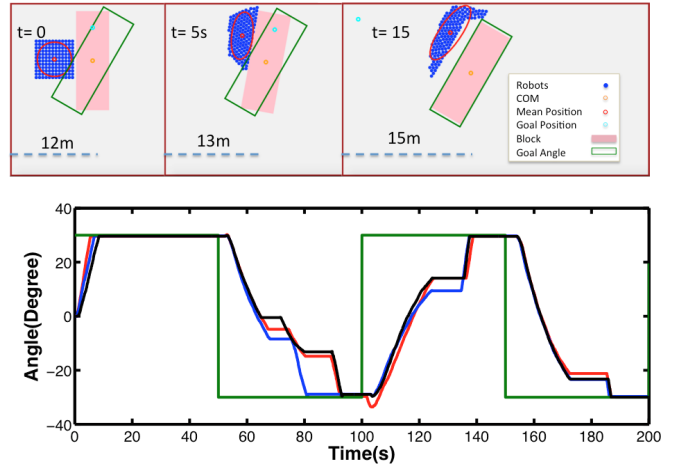 t= 0
t= 5s
t= 15
12m
13m
15m
Robots
COM
Mean Position
Goal Position
Block
Goal Angle
40
20
0
−20
−40
Angle(Degree)
0 20 40 60 80 100 120 140 160 180 200
Time(s)